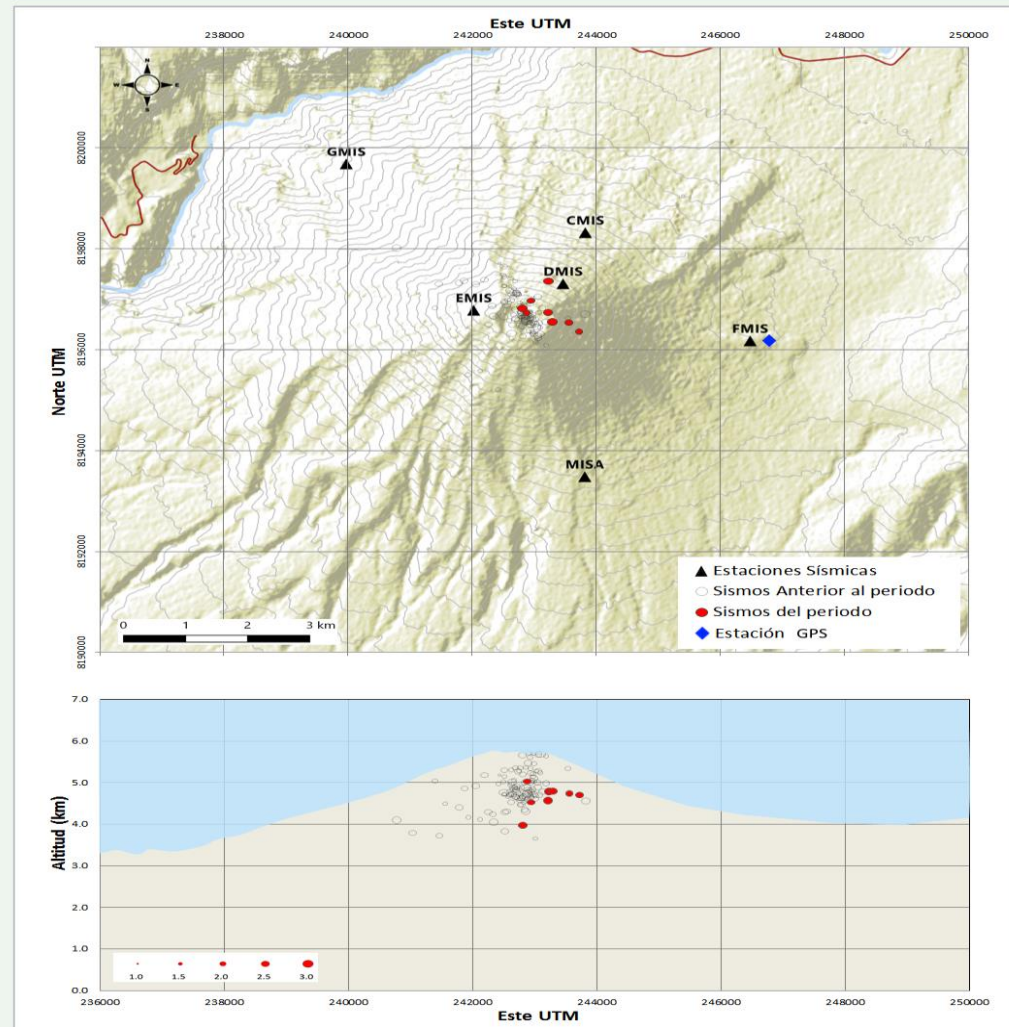 Este UTM
238000 240000 242000 244000 246000 248000 250000
N
W E
S
8200000
GMIS
CMIS
8198000
DMIS
EMIS
FMIS
8196000
Norte UTM
8194000
MISA
8192000
Estaciones Sísmicas
Sismos Anterior al periodo
Sismos del periodo
Estación GPS
0 1 2 3 km
8190000
7.0
6.0
5.0
4.0
3.0
2.0
1.0
0.0
Altitud (km)
1.0 1.5 2.0 2.5 3.0
236000 238000 240000 242000 244000 246000 248000 250000
Este UTM